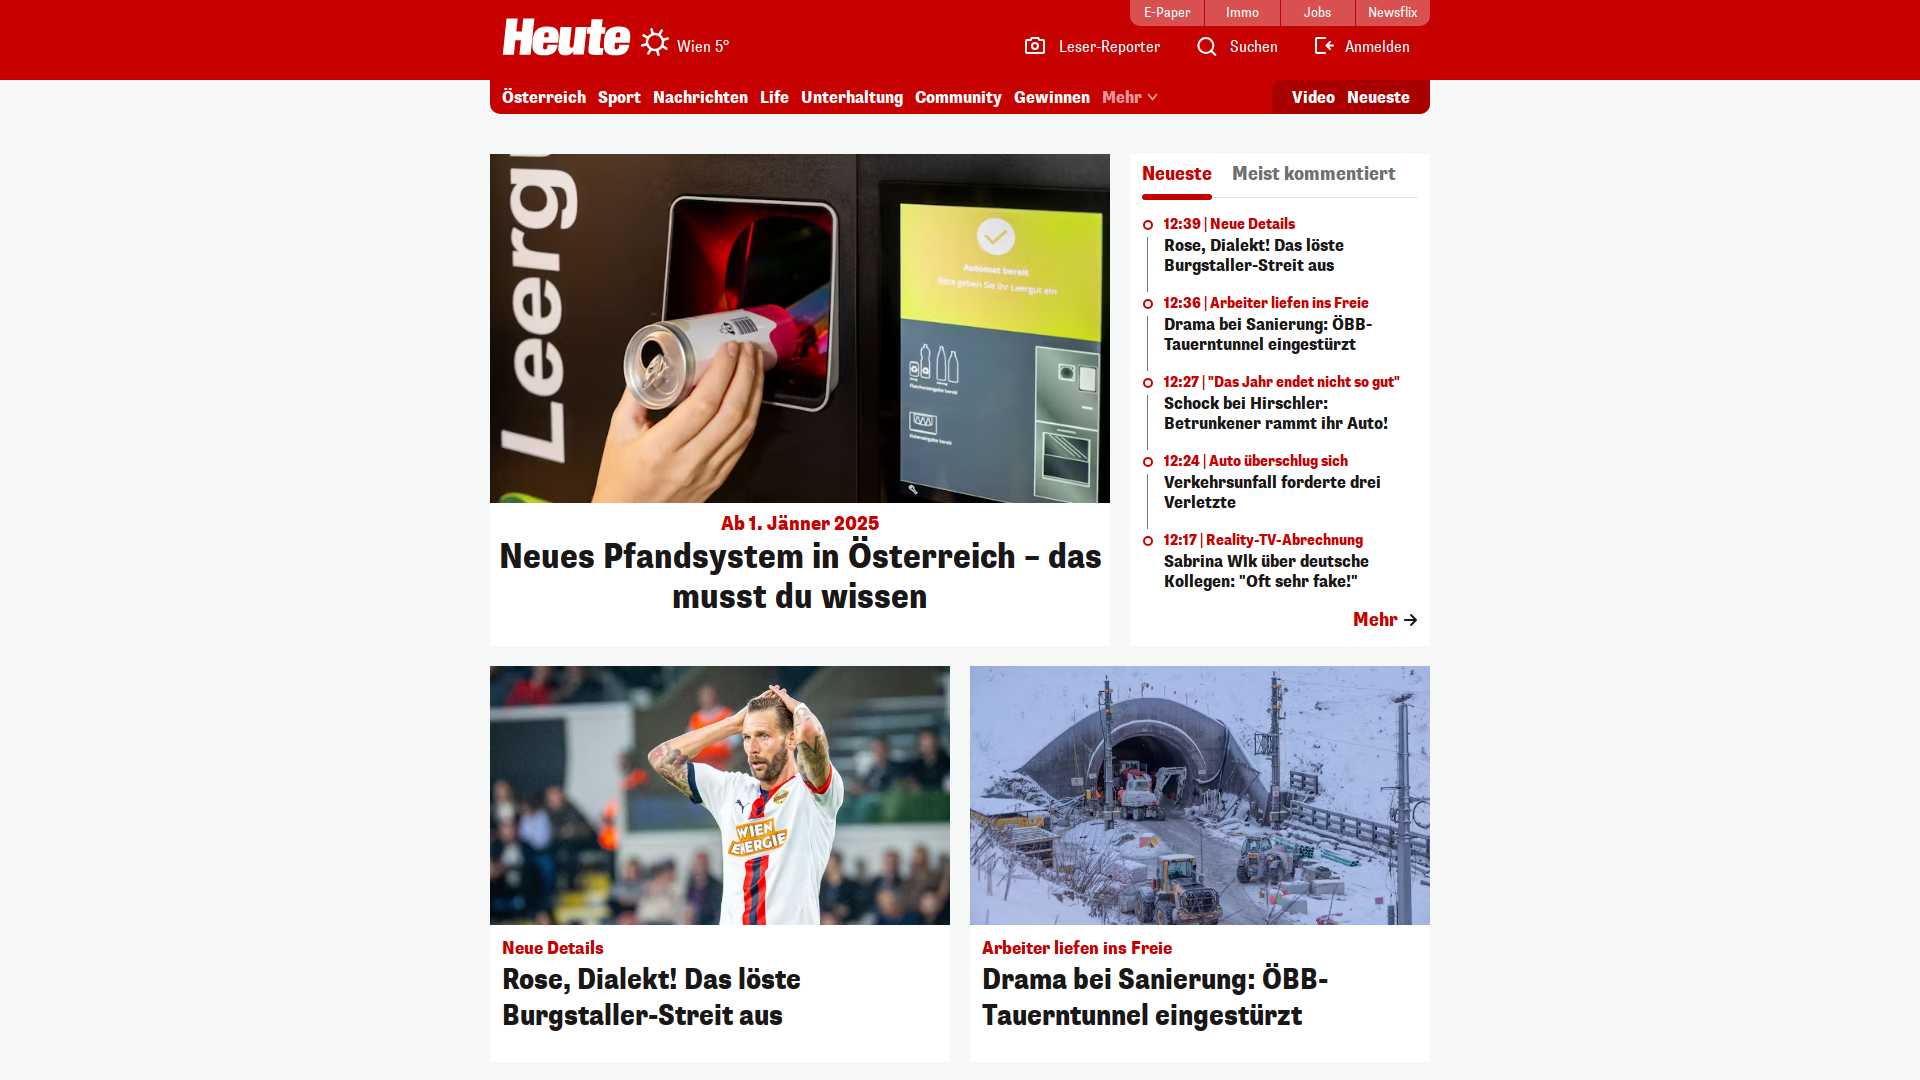 E-Paper
Immo
Jobs
Newsflix
Heute
Wien 5°
Leser-Reporter
Suchen
Anmelden
Österreich
Sport
Nachrichten
Life
Unterhaltung
Community
Gewinnen
Mehr
Video
Neueste
Leergu
Automat bereit
Bitte geben Sie Ihr Leergut ein
Ab 1. Jänner 2025
Neues Pfandsystem in Österreich – das
musst du wissen
Neueste
Meist kommentiert
12:39 | Neue Details
Rose, Dialekt! Das löste
Burgstaller-Streit aus
12:36 | Arbeiter liefen ins Freie
Drama bei Sanierung: ÖBB-
Tauerntunnel eingestürzt
12:27 | "Das Jahr endet nicht so gut"
Schock bei Hirschler:
Betrunkener rammt ihr Auto!
12:24 | Auto überschlug sich
Verkehrsunfall forderte drei
Verletzte
12:17 | Reality-TV-Abrechnung
Sabrina Wlk über deutsche
Kollegen: "Oft sehr fake!"
Mehr
WIEN
ENERGIE
Neue Details
Rose, Dialekt! Das löste
Burgstaller-Streit aus
Arbeiter liefen ins Freie
Drama bei Sanierung: ÖBB-
Tauerntunnel eingestürzt